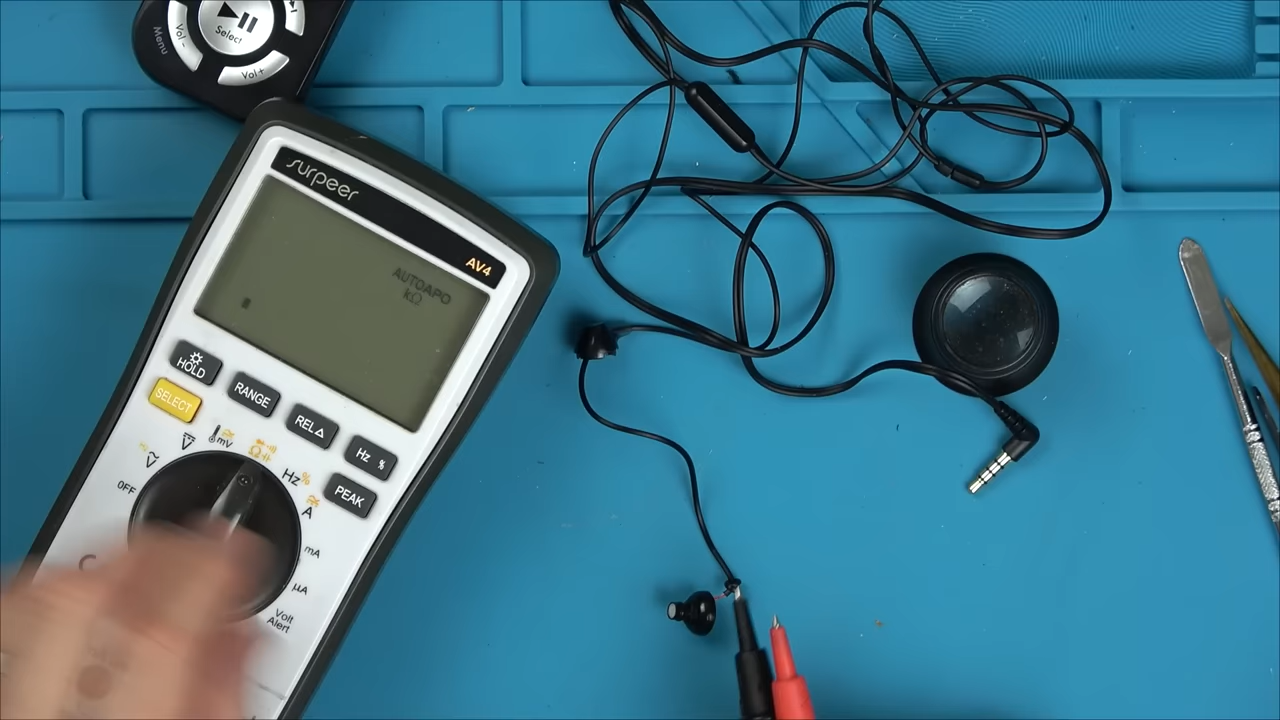 Select
Menu
Vol -
Vol+
surpeer
AV4
AUTOAPO
kΩ
HOLD
SELECT
RANGE
REL△
Hz %
PEAK
mV
Hz%
OFF
A
mA
µA
Volt
Alert